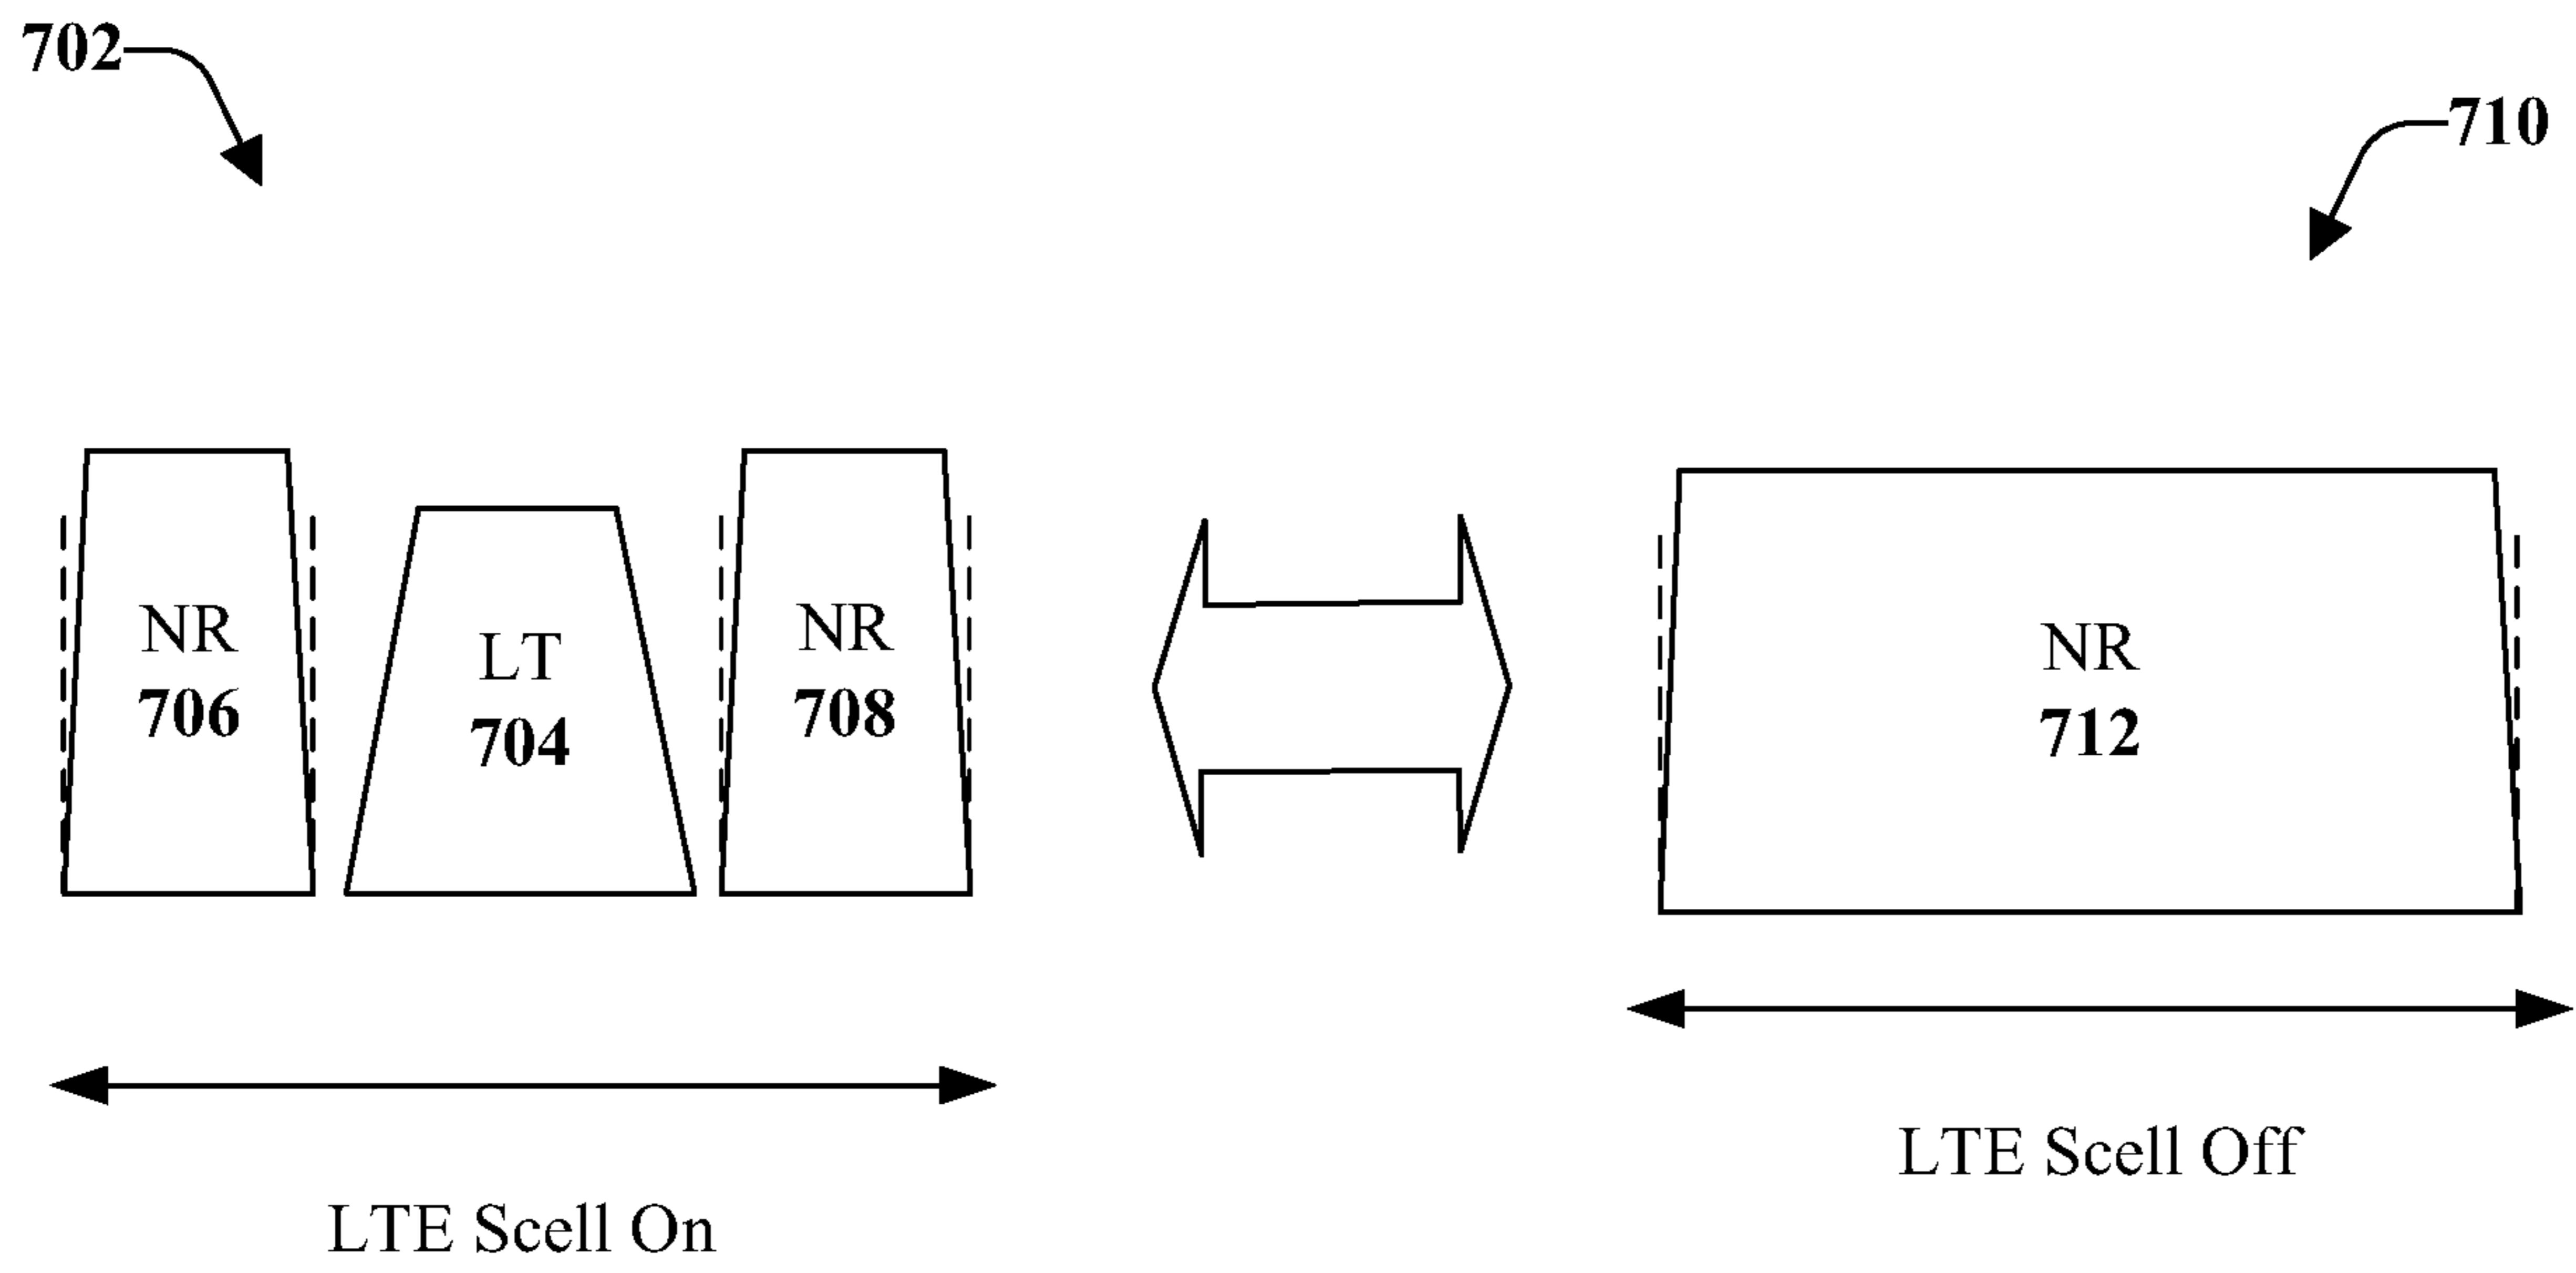 702
710
NR
706
LT
704
NR
708
NR
712
LTE Scell On
LTE Scell Off